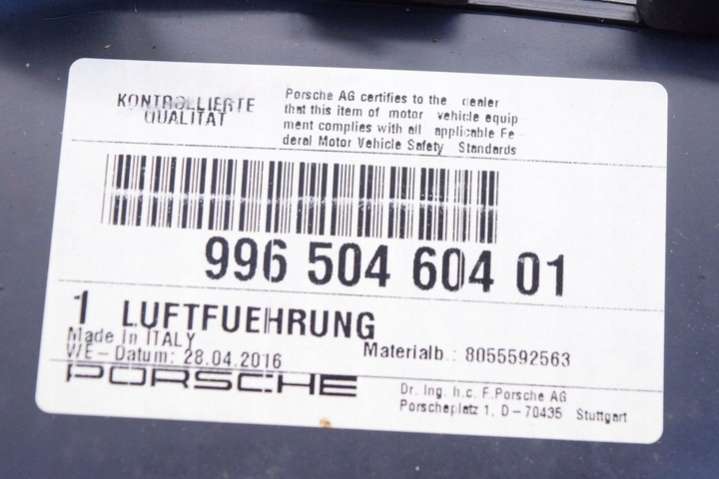 KONTROLLIERTE
QUALITAT
Porsche AG certifies to the dealer
that this item of motor vehicle equip
ment complies with all applicable Fe
deral Motor Vehicle Safety Standards
996 504 604 01
1 LUFTFUEHRUNG
Made In ITALY
WE-Datum: 28.04.2016
Materialb.: 8055592563
PORSCHE
Dr. Ing. h.c. F.Porsche AG
Porscheplatz 1, D-70435 Stuttgart